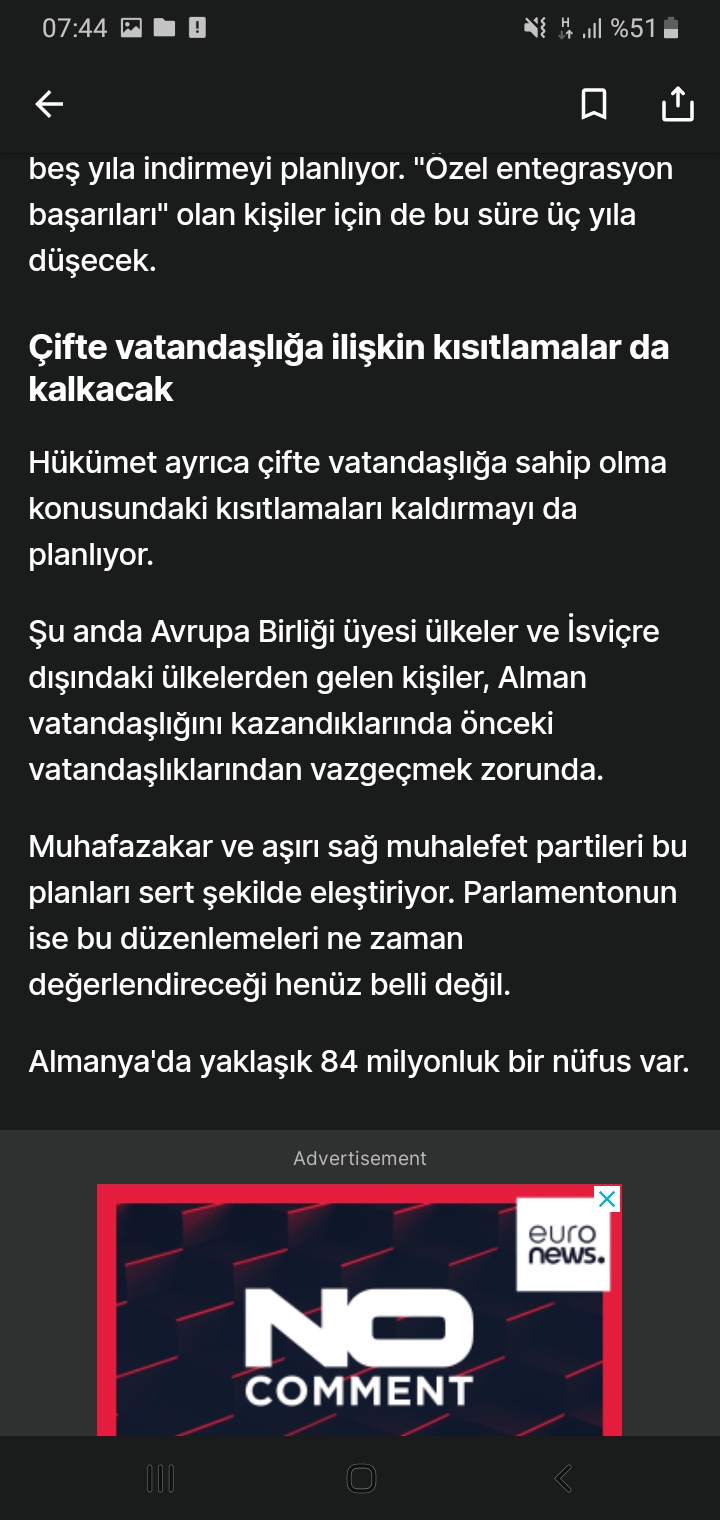 07:44
H
%51
beş yıla indirmeyi planlıyor. "Özel entegrasyon
başarıları" olan kişiler için de bu süre üç yıla
düşecek.
Çifte vatandaşlığa ilişkin kısıtlamalar da
kalkacak
Hükümet ayrıca çifte vatandaşlığa sahip olma
konusundaki kısıtlamaları kaldırmayı da
planlıyor.
Şu anda Avrupa Birliği üyesi ülkeler ve İsviçre
dışındaki ülkelerden gelen kişiler, Alman
vatandaşlığını kazandıklarında önceki
vatandaşlıklarından vazgeçmek zorunda.
Muhafazakar ve aşırı sağ muhalefet partileri bu
planları sert şekilde eleştiriyor. Parlamentonun
ise bu düzenlemeleri ne zaman
değerlendireceği henüz belli değil.
Almanya'da yaklaşık 84 milyonluk bir nüfus var.
Advertisement
euro
news.
NO
COMMENT